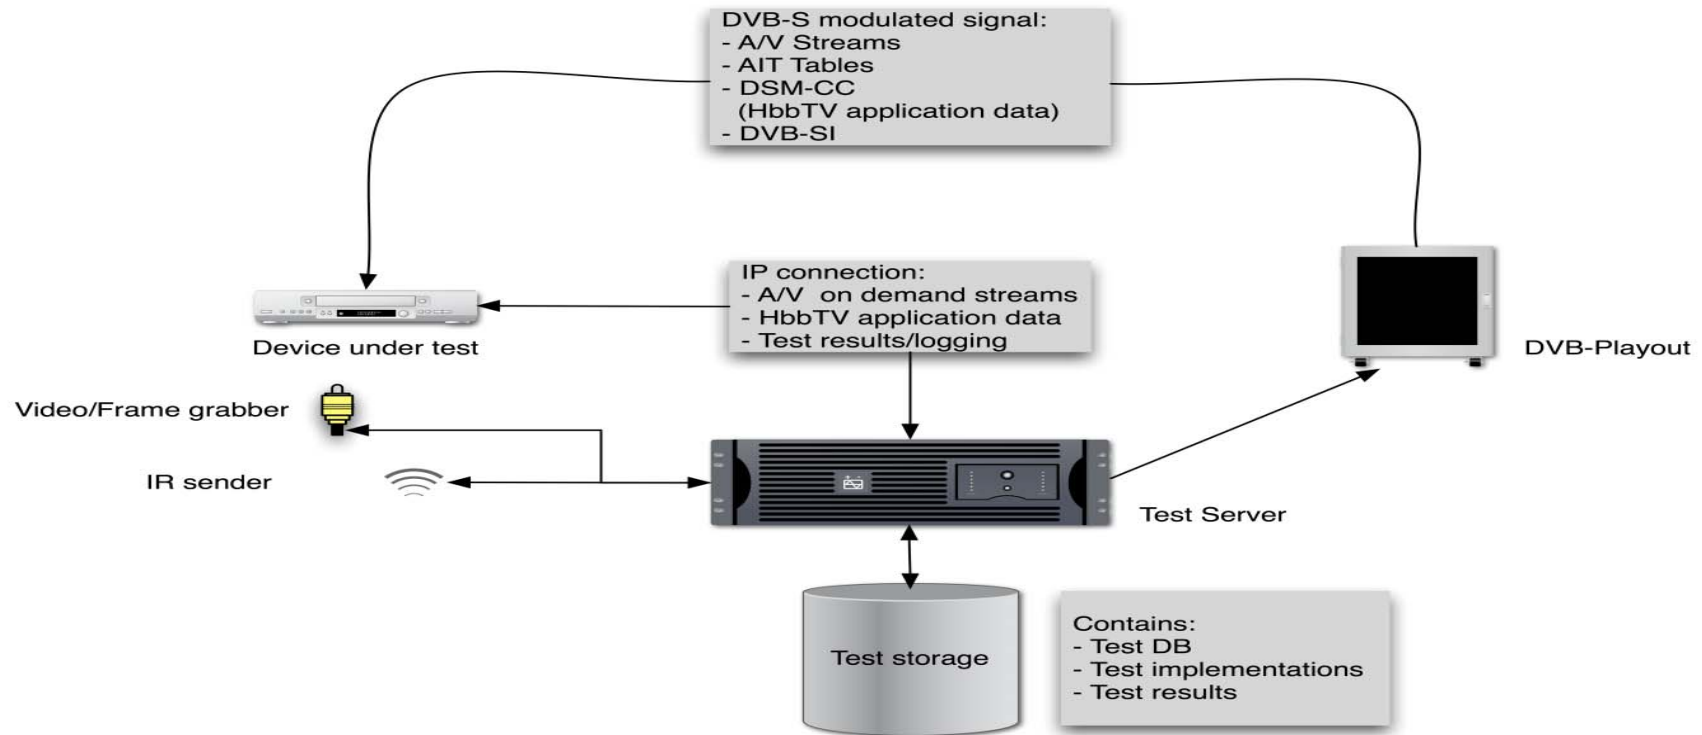 DVB-S modulated signal:
- A/V Streams
- AIT Tables
- DSM-CC
(HbbTV application data)
- DVB-SI
IP connection:
- A/V on demand streams
- HbbTV application data
- Test results/logging
Device under test
DVB-Playout
Video/Frame grabber
IR sender
Test Server
Test storage
Contains:
- Test DB
- Test implementations
- Test results